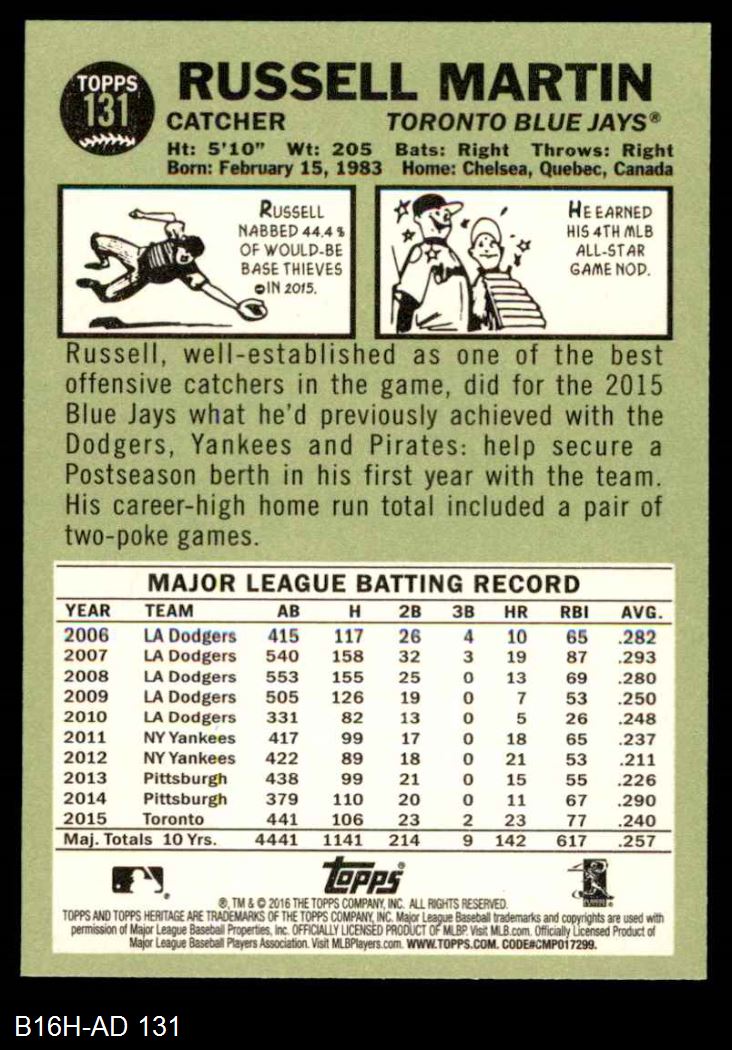 TOPPS
131
RUSSELL MARTIN
CATCHER TORONTO BLUE JAYS®
Ht: 5'10" Wt: 205 Bats: Right Throws: Right
Born: February 15, 1983 Home: Chelsea, Quebec, Canada
RUSSELL
NABBED 44.4%
OF WOULD-BE
BASE THIEVES
IN 2015.
HE EARNED
HIS 4TH MLB
ALL-STAR
GAME NOD.
Russell, well-established as one of the best
offensive catchers in the game, did for the 2015
Blue Jays what he'd previously achieved with the
Dodgers, Yankees and Pirates: help secure a
Postseason berth in his first year with the team.
His career-high home run total included a pair of
two-poke games.
MAJOR LEAGUE BATTING RECORD
YEAR TEAM AB H 2B 3B HR RBI AVG.
2006 LA Dodgers 415 117 26 4 10 65 .282
2007 LA Dodgers 540 158 32 3 19 87 .293
2008 LA Dodgers 553 155 25 0 13 69 .280
2009 LA Dodgers 505 126 19 0 7 53 .250
2010 LA Dodgers 331 82 13 0 5 26 .248
2011 NY Yankees 417 99 17 0 18 65 .237
2012 NY Yankees 422 89 18 0 21 53 .211
2013 Pittsburgh 438 99 21 0 15 55 .226
2014 Pittsburgh 379 110 20 0 11 67 .290
2015 Toronto 441 106 23 2 23 77 .240
Maj. Totals 10 Yrs. 4441 1141 214 9 142 617 .257
topps®
®, TM & © 2016 THE TOPPS COMPANY, INC. ALL RIGHTS RESERVED.
TOPPS AND TOPPS HERITAGE ARE TRADEMARKS OF THE TOPPS COMPANY, INC. Major League Baseball trademarks and copyrights are used with
permission of Major League Baseball Properties, Inc. OFFICIALLY LICENSED PRODUCT OF MLBP. Visit MLB.com. Officially Licensed Product of
Major League Baseball Players Association. Visit MLBPlayers.com. WWW.TOPPS.COM. CODE#CMP017299.
B16H-AD 131